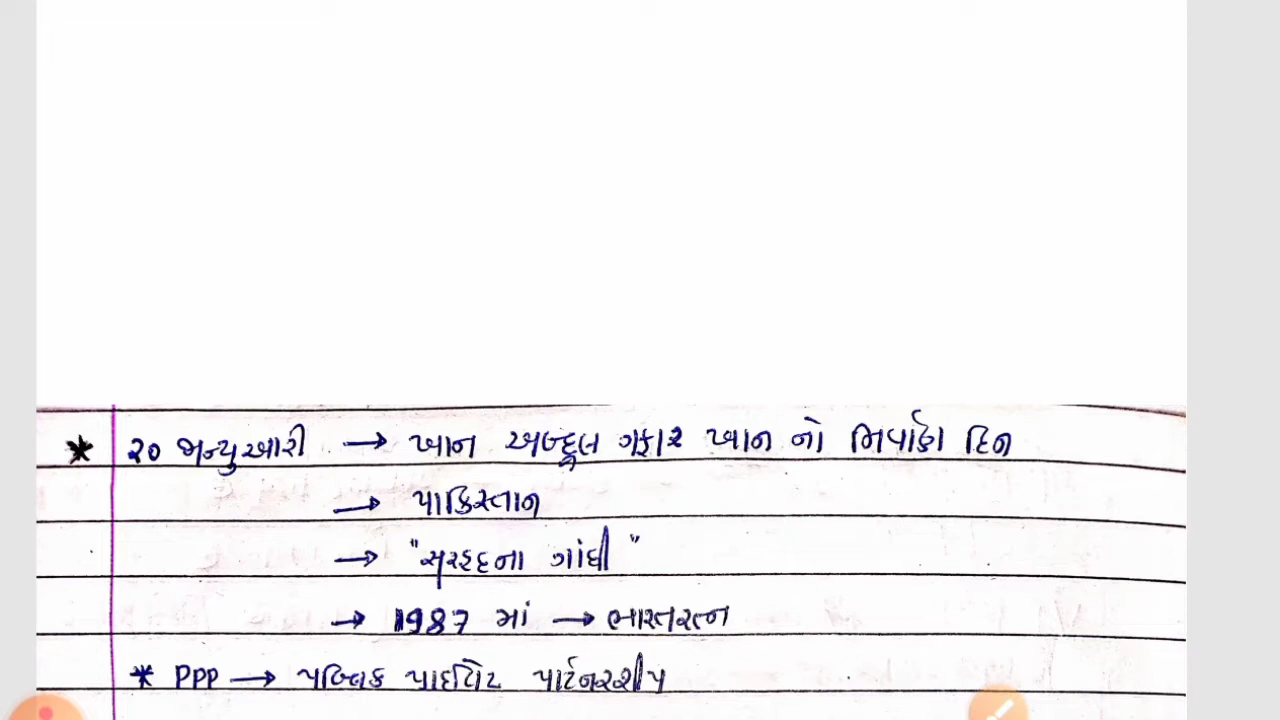 * ૨૦ જાન્યુઆરી → ખાન અબ્દુલ ગફાર ખાન નો નિર્વાણ દિન
→ પાકિસ્તાન
→ "સરહદના ગાંધી"
→ 1987 માં → ભારતરત્ન
* PPP → પબ્લિક પ્રાઇવેટ પાર્ટનરશીપ